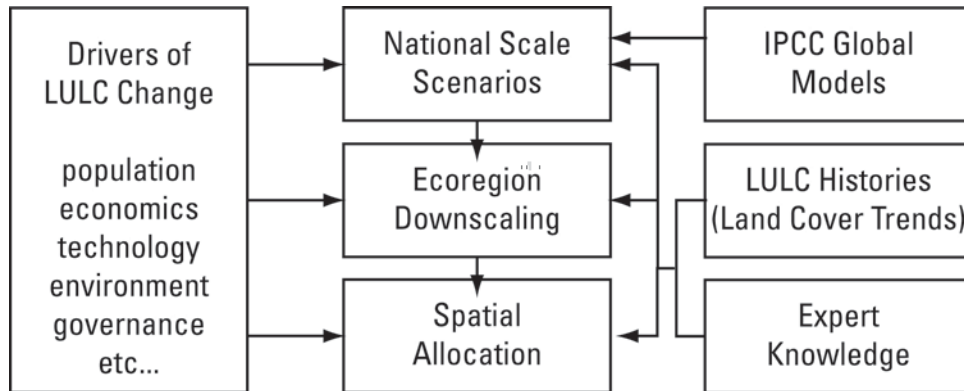 Drivers of
LULC Change
population
economics
technology
environment
governance
etc...
National Scale
Scenarios
Ecoregion
Downscaling
Spatial
Allocation
IPCC Global
Models
LULC Histories
(Land Cover Trends)
Expert
Knowledge